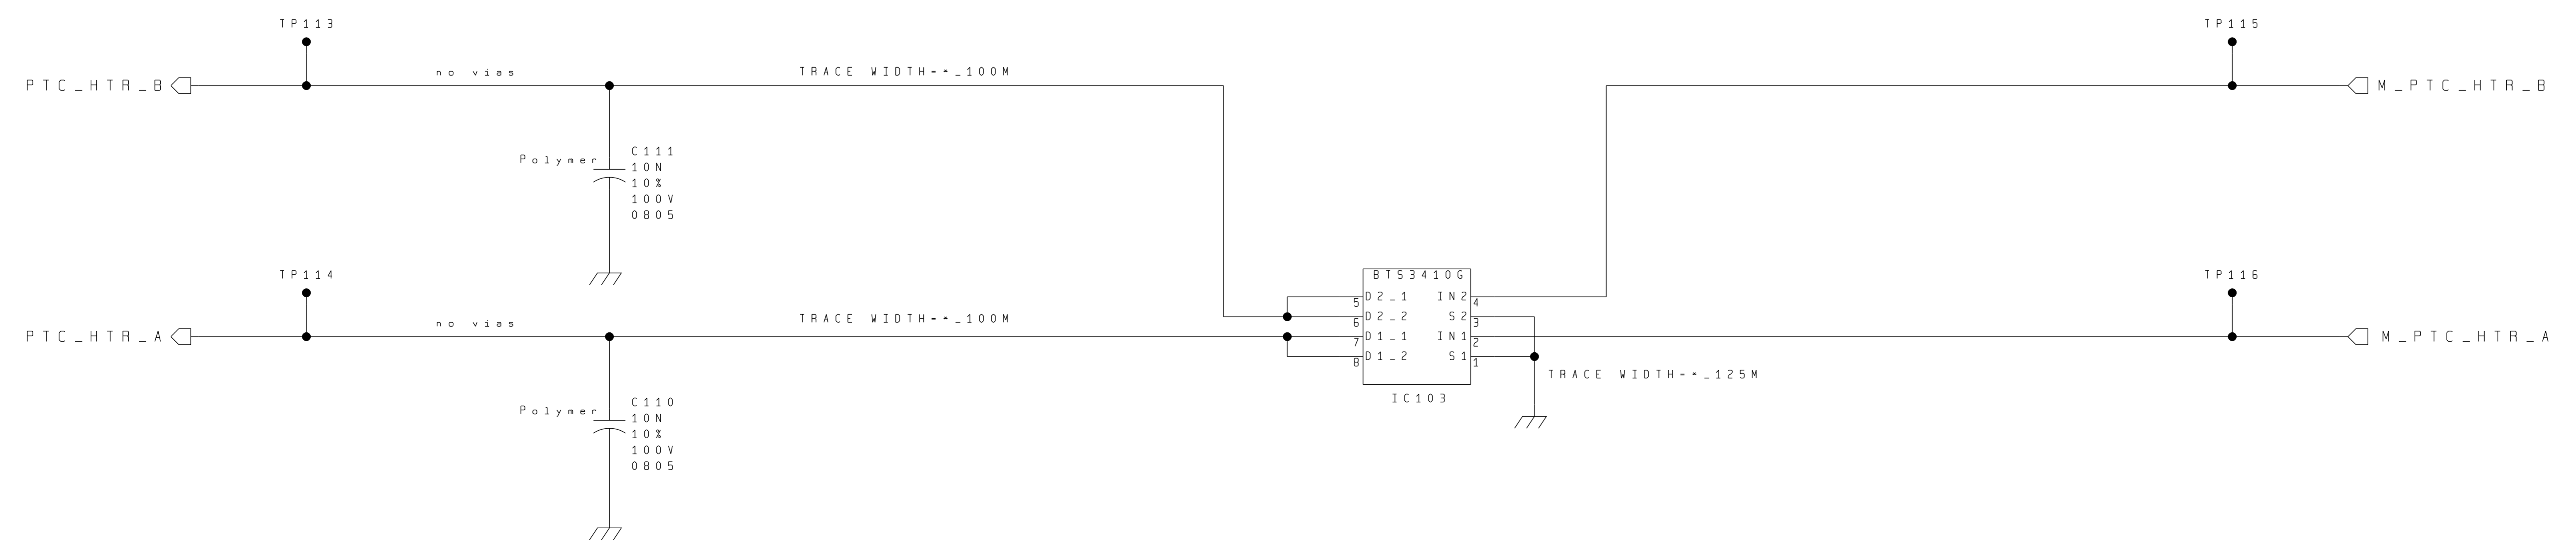 TP113
TP115
no vias
TRACE WIDTH=*_100M
PTC_HTR_B
M_PTC_HTR_B
Polymer
C111
10N
10%
100V
0805
TP114
TP116
BTS3410G
5 D2_1 IN2 4
6 D2_2 S2 3
7 D1_1 IN1 2
8 D1_2 S1 1
IC103
no vias
TRACE WIDTH=*_100M
PTC_HTR_A
M_PTC_HTR_A
TRACE WIDTH=*_125M
Polymer
C110
10N
10%
100V
0805